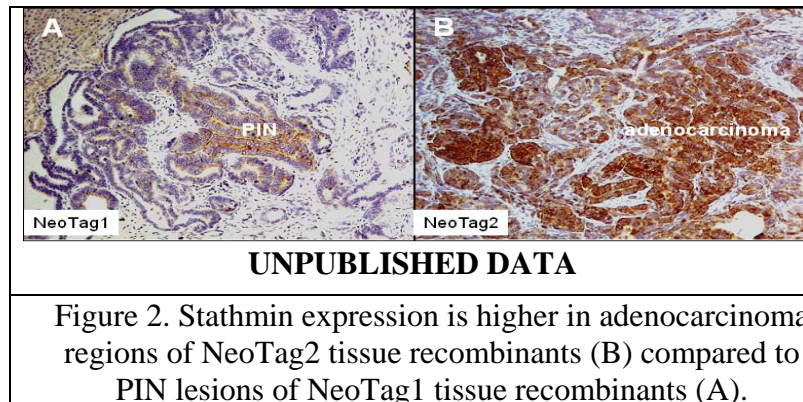 A
B
PIN
adenocarcinoma
NeoTag1
NeoTag2
UNPUBLISHED DATA
Figure 2. Stathmin expression is higher in adenocarcinoma
regions of NeoTag2 tissue recombinants (B) compared to
PIN lesions of NeoTag1 tissue recombinants (A).